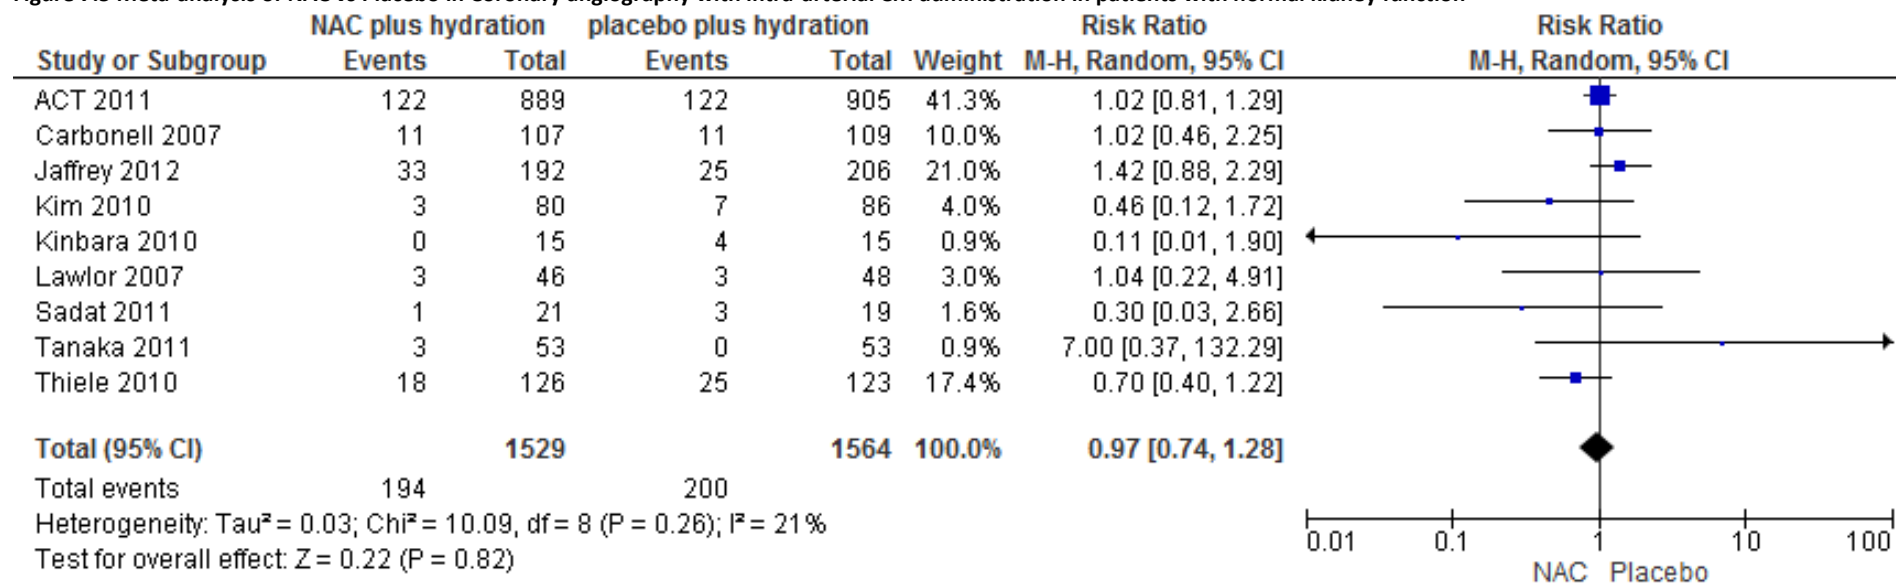 NAC plus hydration placebo plus hydration Risk Ratio Risk Ratio
Study or Subgroup Events Total Events Total Weight M-H, Random, 95% CI M-H, Random, 95% CI
ACT 2011 122 889 122 905 41.3% 1.02 [0.81, 1.29]
Carbonell 2007 11 107 11 109 10.0% 1.02 [0.46, 2.25]
Jaffrey 2012 33 192 25 206 21.0% 1.42 [0.88, 2.29]
Kim 2010 3 80 7 86 4.0% 0.46 [0.12, 1.72]
Kinbara 2010 0 15 4 15 0.9% 0.11 [0.01, 1.90]
Lawlor 2007 3 46 3 48 3.0% 1.04 [0.22, 4.91]
Sadat 2011 1 21 3 19 1.6% 0.30 [0.03, 2.66]
Tanaka 2011 3 53 0 53 0.9% 7.00 [0.37, 132.29]
Thiele 2010 18 126 25 123 17.4% 0.70 [0.40, 1.22]
Total (95% CI) 1529 1564 100.0% 0.97 [0.74, 1.28]
Total events 194 200
Heterogeneity: Tau² = 0.03; Chi² = 10.09, df = 8 (P = 0.26); I² = 21%
Test for overall effect: Z = 0.22 (P = 0.82)
0.01 0.1 1 10 100
NAC Placebo